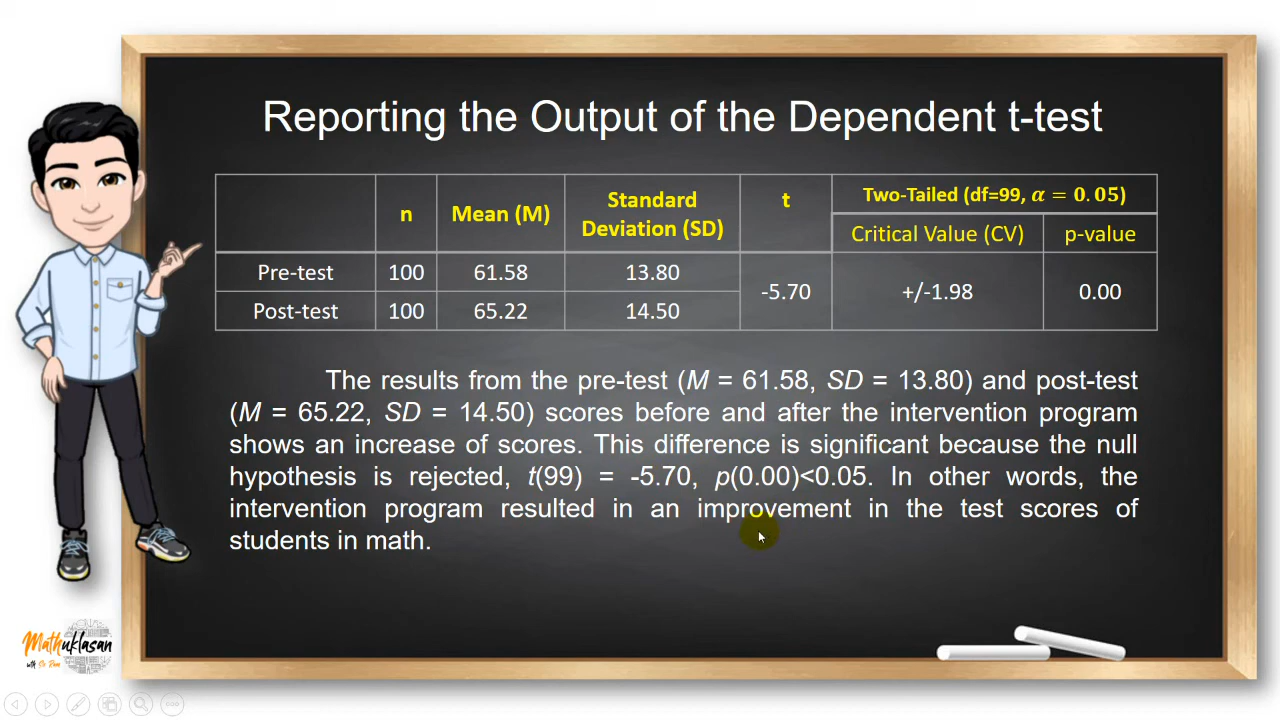 Reporting the Output of the Dependent t-test
n
Mean (M)
Standard
Deviation (SD)
t
Two-Tailed (df=99, α = 0.05)
Critical Value (CV)
p-value
Pre-test 100 61.58 13.80
-5.70 +/-1.98 0.00
Post-test 100 65.22 14.50
The results from the pre-test (M = 61.58, SD = 13.80) and post-test
(M = 65.22, SD = 14.50) scores before and after the intervention program
shows an increase of scores. This difference is significant because the null
hypothesis is rejected, t(99) = -5.70, p(0.00)<0.05. In other words, the
intervention program resulted in an improvement in the test scores of
students in math.
Mathuklasan
with Sir Ram